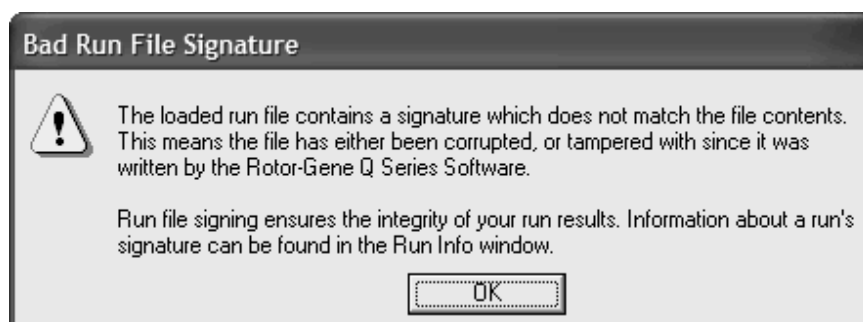 Bad Run File Signature
The loaded run file contains a signature which does not match the file contents.
This means the file has either been corrupted, or tampered with since it was
written by the Rotor-Gene Q Series Software.
Run file signing ensures the integrity of your run results. Information about a run's
signature can be found in the Run Info window.
OK